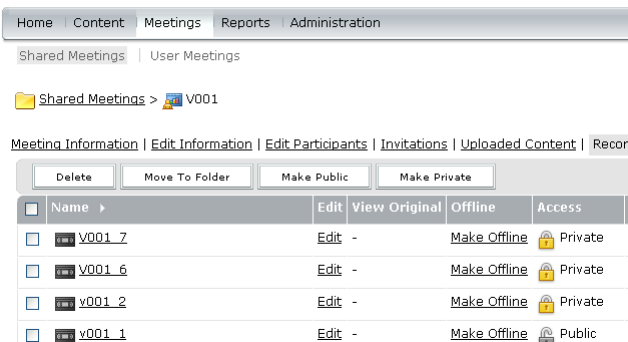 Home Content Meetings Reports Administration
Shared Meetings | User Meetings
Shared Meetings > V001
Meeting Information | Edit Information | Edit Participants | Invitations | Uploaded Content |
Delete Move To Folder Make Public Make Private
Name Edit View Original Offline Access
V001_7 Edit - Make Offline Private
V001_6 Edit - Make Offline Private
v001_2 Edit - Make Offline Private
v001_1 Edit - Make Offline Public